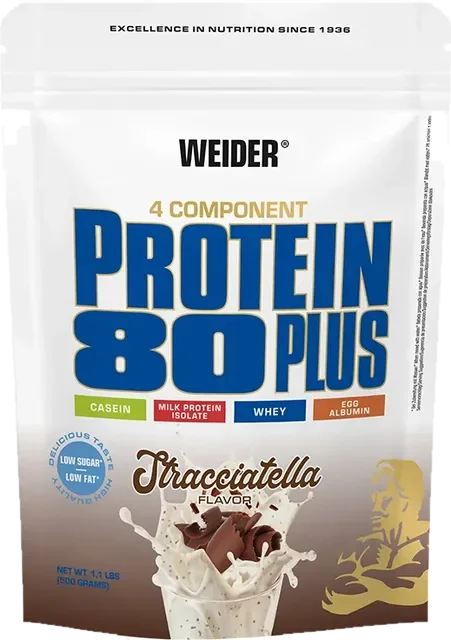 EXCELLENCE IN NUTRITION SINCE 1936
WEIDER®
4 COMPONENT
PROTEIN
80 PLUS
CASEIN
MILK PROTEIN
ISOLATE
WHEY
EGG
ALBUMIN
DELICIOUS TASTE
LOW SUGAR*
LOW FAT*
HIGH QUALITY
Stracciatella
FLAVOR
NET WT. 1.1 LBS
(500 GRAMS)